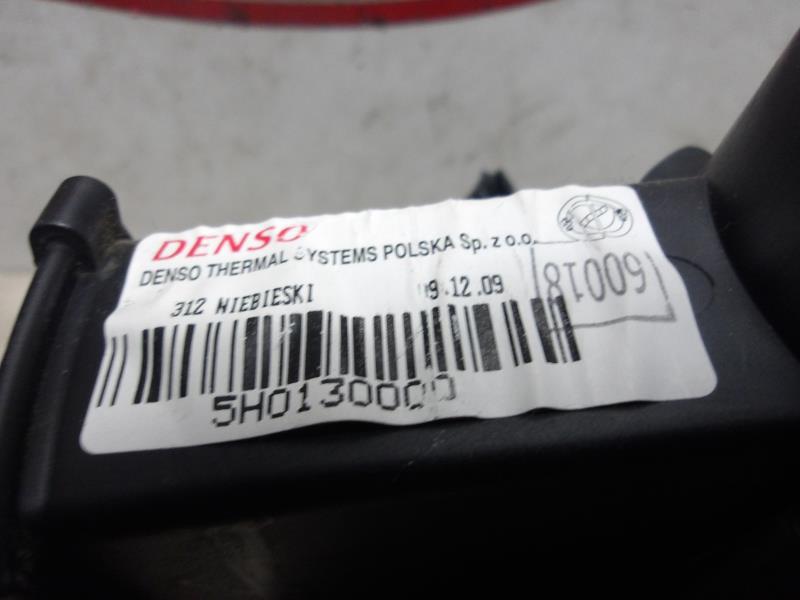 DENSO
DENSO THERMAL SYSTEMS POLSKA Sp. z o.o.
312 NIEBIESKI 09.12.09
5H0130000
60018